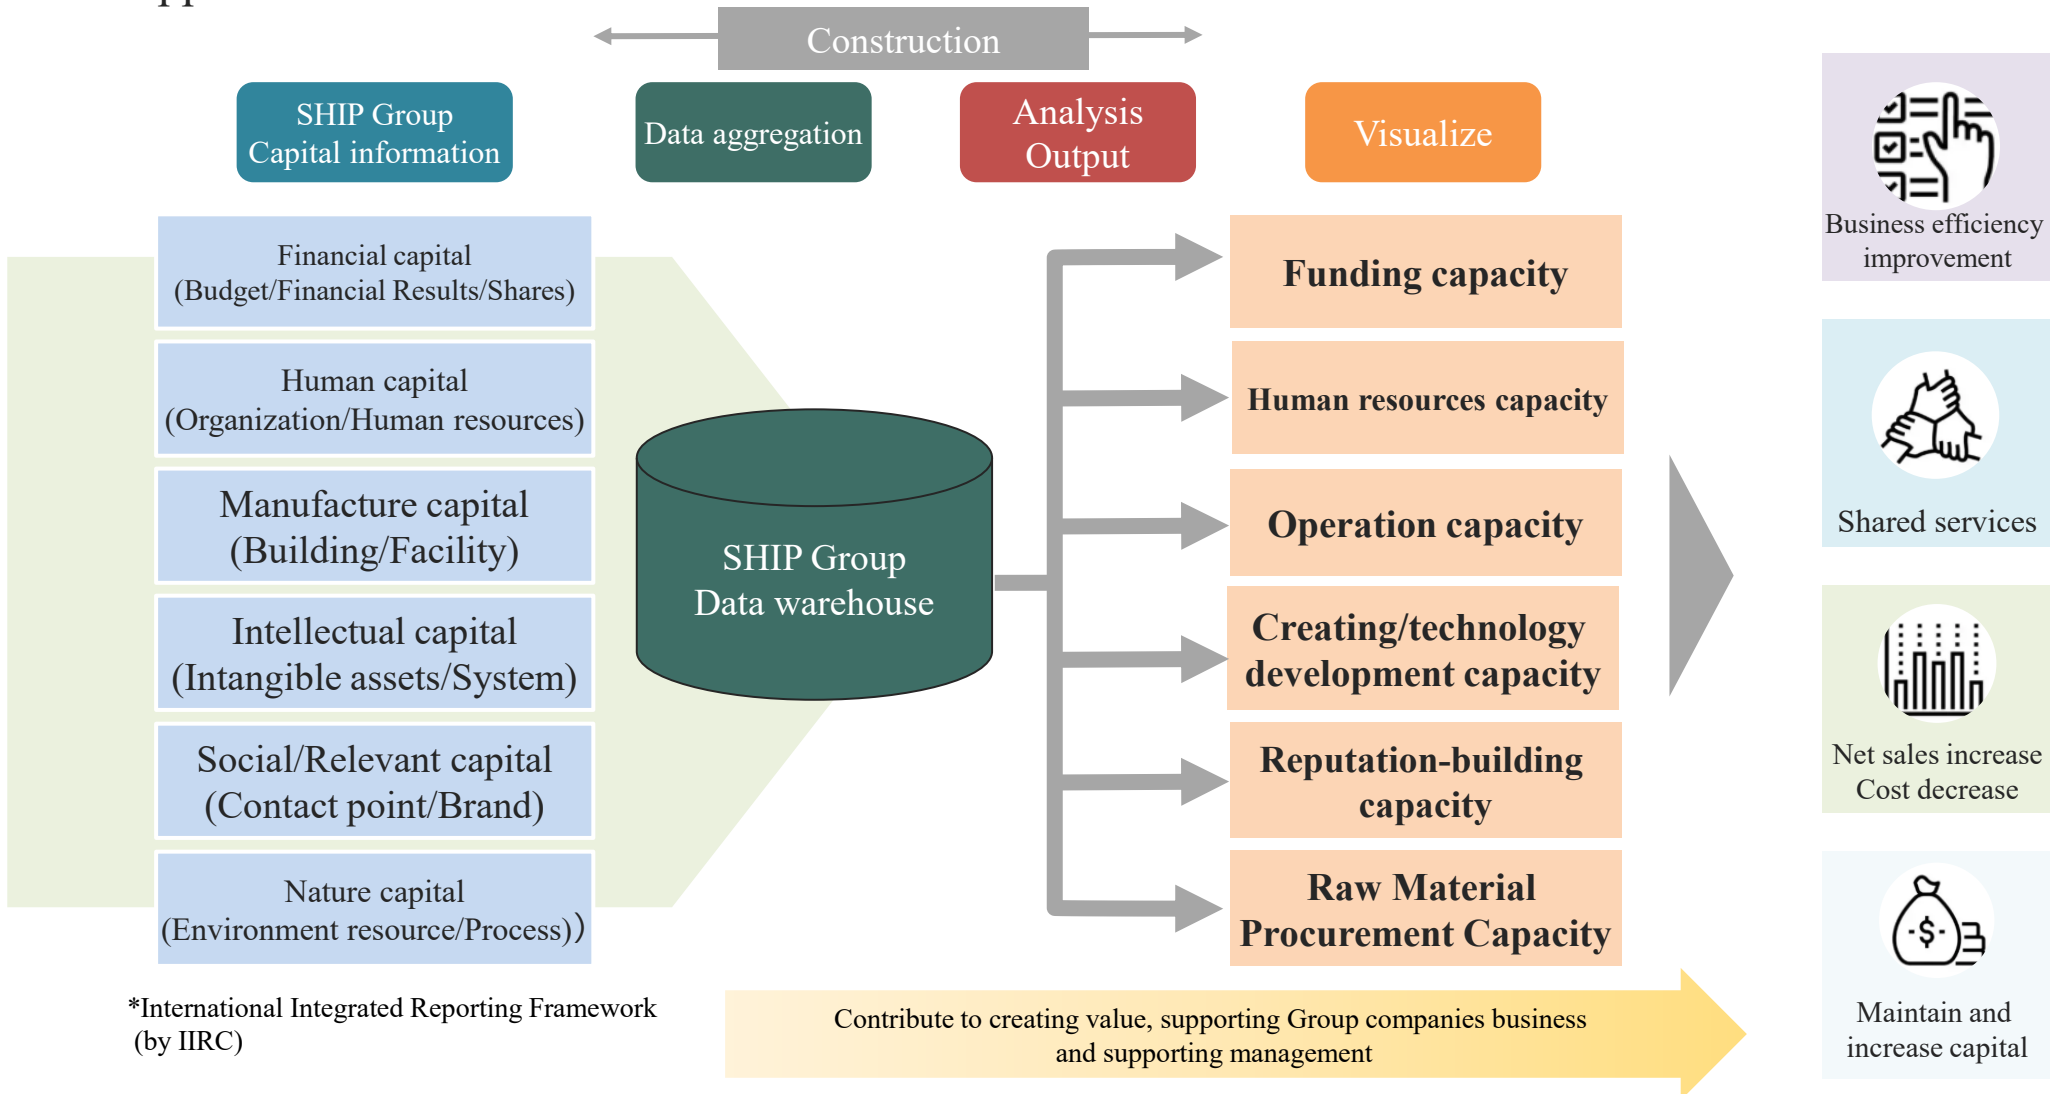 Construction
SHIP Group
Capital information
Data aggregation
Analysis
Output
Visualize
Financial capital
(Budget/Financial Results/Shares)
Human capital
(Organization/Human resources)
Manufacture capital
(Building/Facility)
Intellectual capital
(Intangible assets/System)
Social/Relevant capital
(Contact point/Brand)
Nature capital
(Environment resource/Process)）
*International Integrated Reporting Framework
(by IIRC)
SHIP Group
Data warehouse
Funding capacity
Human resources capacity
Operation capacity
Creating/technology
development capacity
Reputation-building
capacity
Raw Material
Procurement Capacity
Contribute to creating value, supporting Group companies business
and supporting management
Business efficiency
improvement
Shared services
Net sales increase
Cost decrease
-$-
Maintain and
increase capital